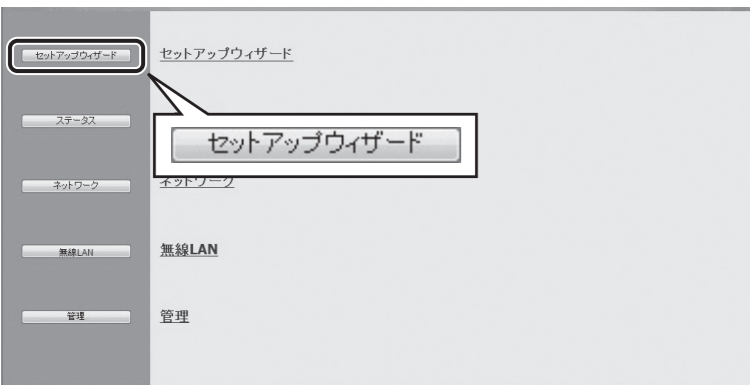 セットアップウィザード
セットアップウィザード
ステータス
セットアップウィザード
ネットワーク
ネットワーク
無線LAN
無線LAN
管理
管理